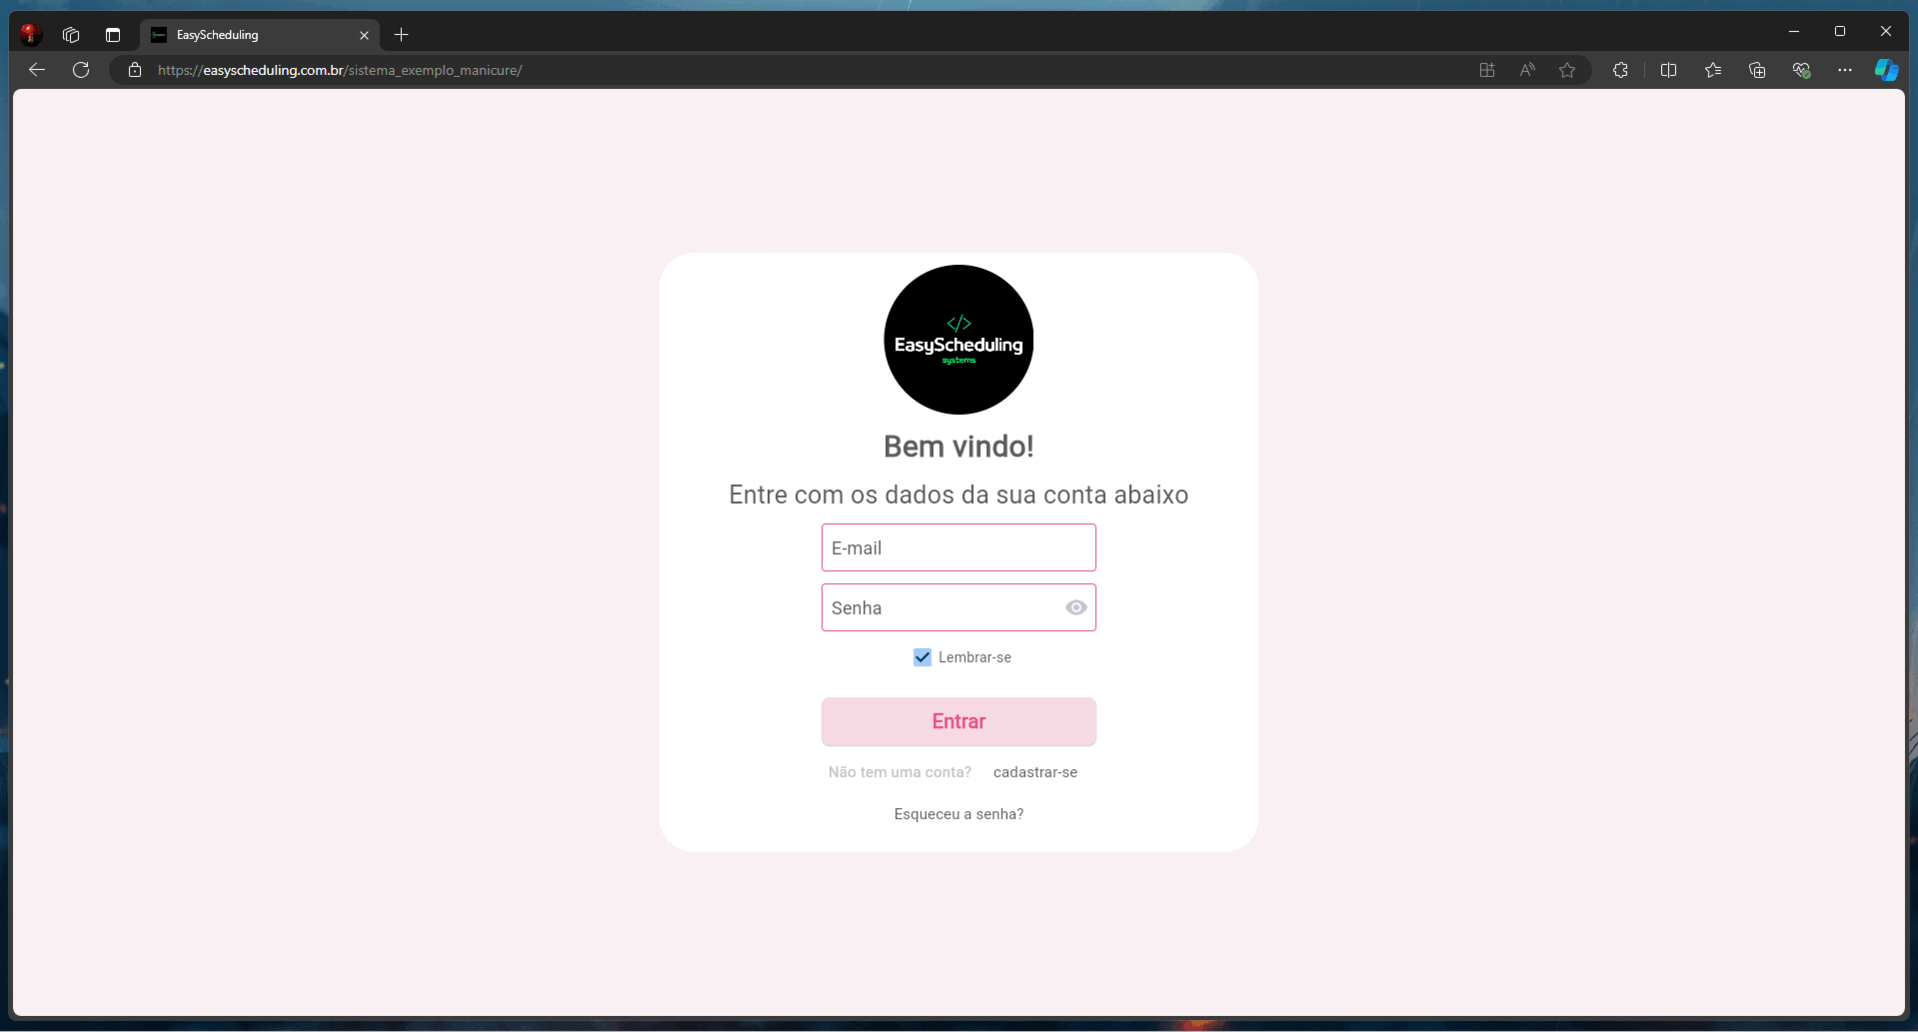 EasyScheduling
https://easyscheduling.com.br/sistema_exemplo_manicure/
</>
EasyScheduling
systems
Bem vindo!
Entre com os dados da sua conta abaixo
E-mail
Senha
Lembrar-se
Entrar
Não tem uma conta? cadastrar-se
Esqueceu a senha?